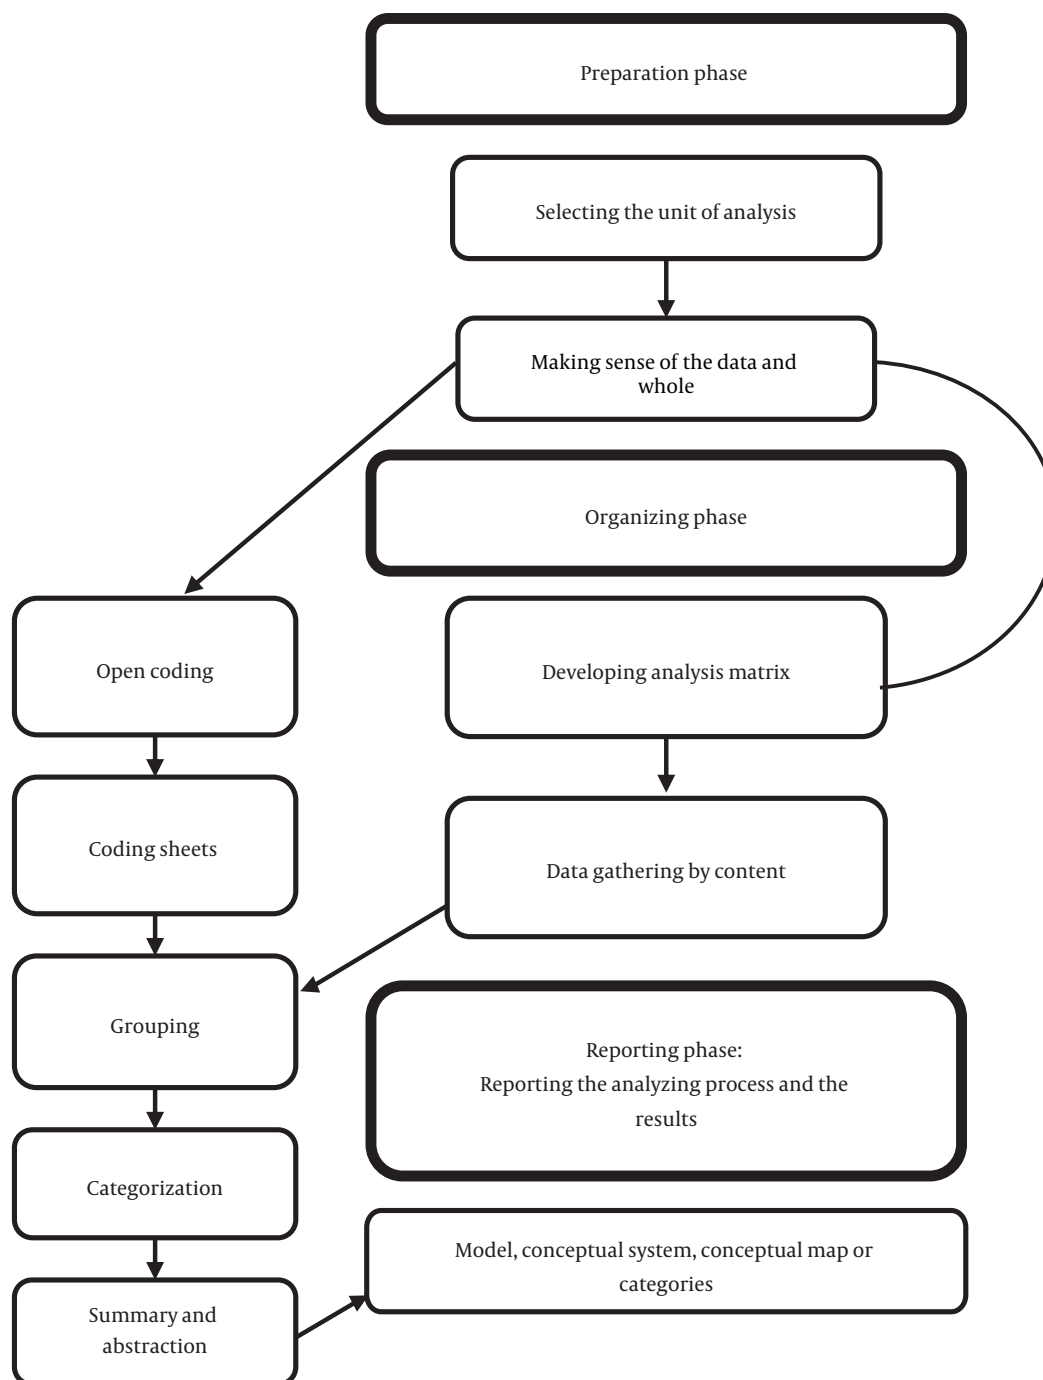 Preparation phase
Selecting the unit of analysis
Making sense of the data and
whole
Organizing phase
Open coding
Developing analysis matrix
Coding sheets
Data gathering by content
Grouping
Reporting phase:
Reporting the analyzing process and the
results
Categorization
Model, conceptual system, conceptual map or
categories
Summary and
abstraction